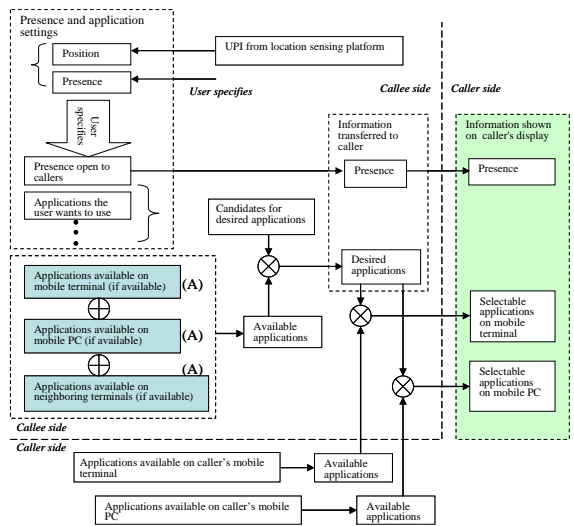 Presence and application
settings
Position
Presence
UPI from location sensing platform
User specifies
Callee side
Caller side
User
specifies
Information
transferred to
caller
Information shown
on caller's display
Presence open to
callers
Presence
Presence
Applications the
user wants to use
Candidates for
desired applications
Desired
applications
Applications available on
mobile terminal (if available)
(A)
Applications available on
mobile PC (if available)
(A)
Available
applications
Selectable
applications
on mobile
terminal
(A)
Applications available on
neighboring terminals (if available)
Selectable
applications
on mobile PC
Callee side
Caller side
Applications available on caller's mobile
terminal
Available
applications
Applications available on caller's mobile
PC
Available
applications